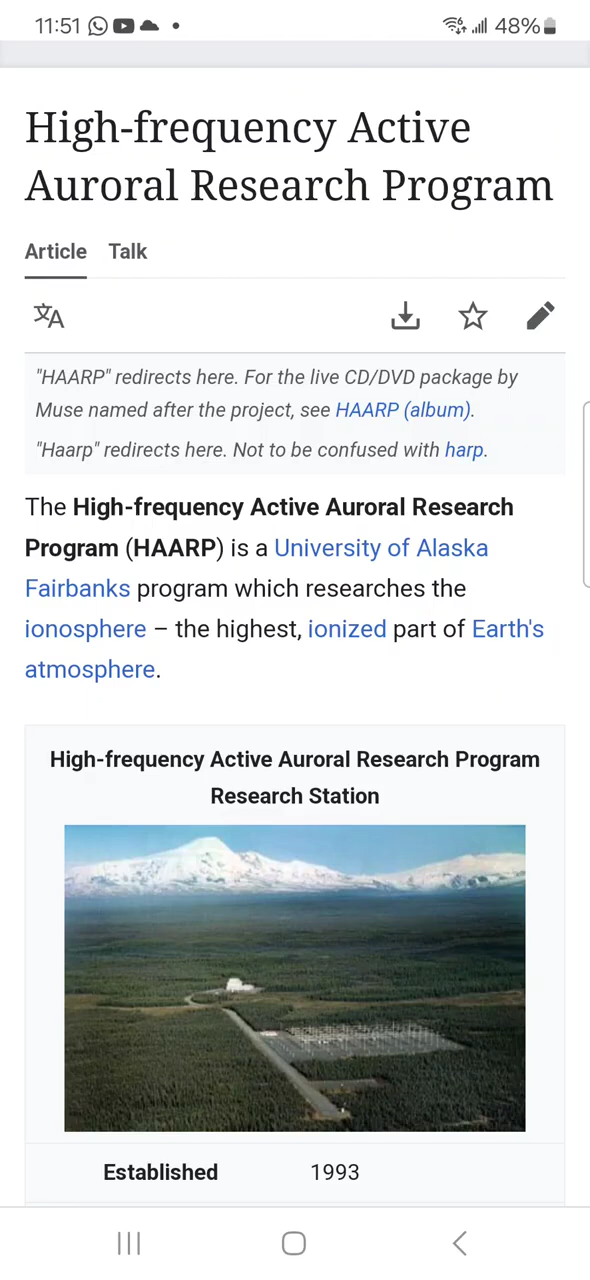 11:51 48%
High-frequency Active
Auroral Research Program
Article Talk
"HAARP" redirects here. For the live CD/DVD package by
Muse named after the project, see HAARP (album).
"Haarp" redirects here. Not to be confused with harp.
The High-frequency Active Auroral Research
Program (HAARP) is a University of Alaska
Fairbanks program which researches the
ionosphere – the highest, ionized part of Earth's
atmosphere.
High-frequency Active Auroral Research Program
Research Station
Established 1993